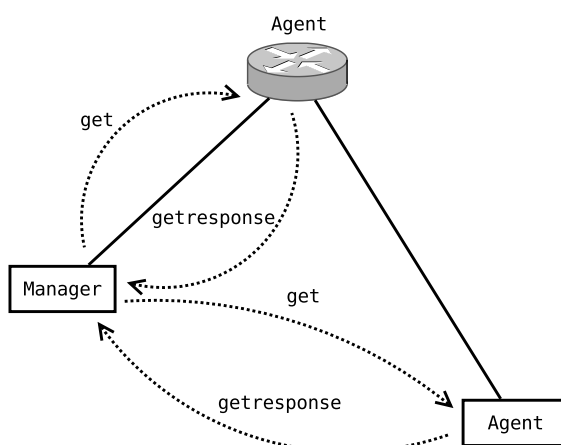 Agent
get
getresponse
Manager
get
getresponse
Agent